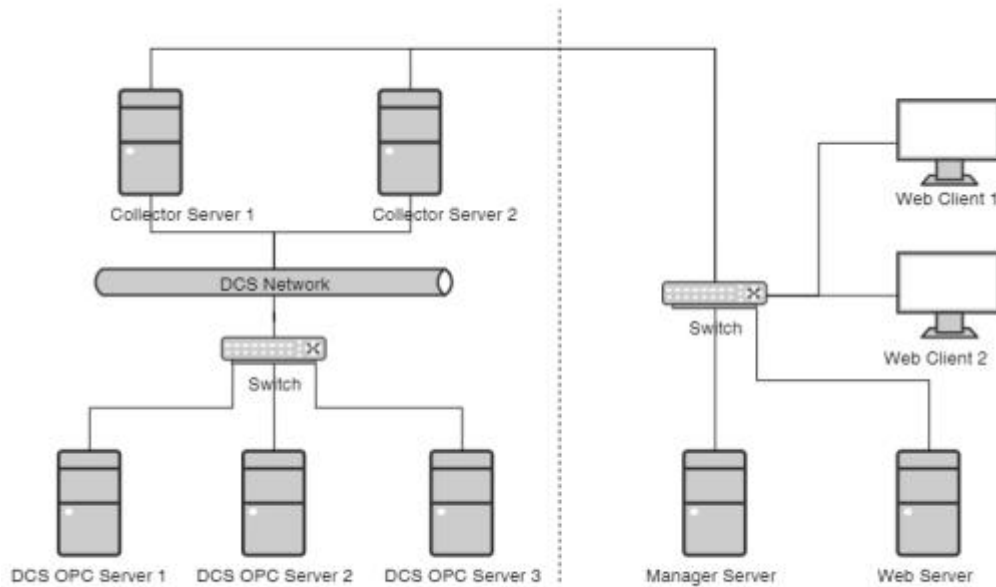 Collector Server 1
Collector Server 2
Web Client 1
DCS Network
Switch
Web Client 2
Switch
DCS OPC Server 1
DCS OPC Server 2
DCS OPC Server 3
Manager Server
Web Server